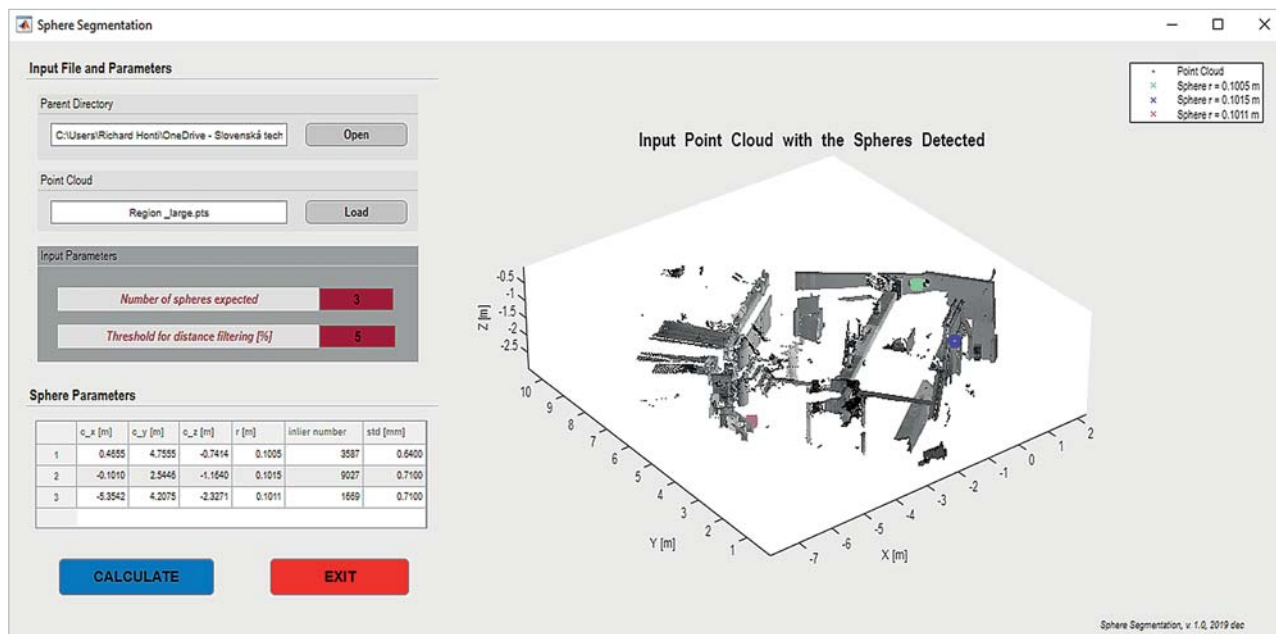 Sphere Segmentation
Input File and Parameters
Parent Directory
C:\Users\Richard Honti\OneDrive - Slovenská tech
Open
Point Cloud
Region _large.pts
Load
Input Parameters
Number of spheres expected
3
Threshold for distance filtering [%]
5
Sphere Parameters
c_x [m] c_y [m] c_z [m] r [m] inlier number std [mm]
1 0.4655 4.7555 -0.7414 0.1005 3587 0.6400
2 -0.1010 2.5446 -1.1640 0.1015 9027 0.7100
3 -5.3542 4.2075 -2.3271 0.1011 1669 0.7100
CALCULATE
EXIT
Point Cloud
Sphere r = 0.1005 m
Sphere r = 0.1015 m
Sphere r = 0.1011 m
Input Point Cloud with the Spheres Detected
-0.5
-1
-1.5
-2
-2.5
Z [m]
10
9
8
7
6
5
4
3
2
1
Y [m]
-7
-6
-5
-4
-3
-2
-1
0
1
2
X [m]
Sphere Segmentation, v. 1.0, 2019 dec